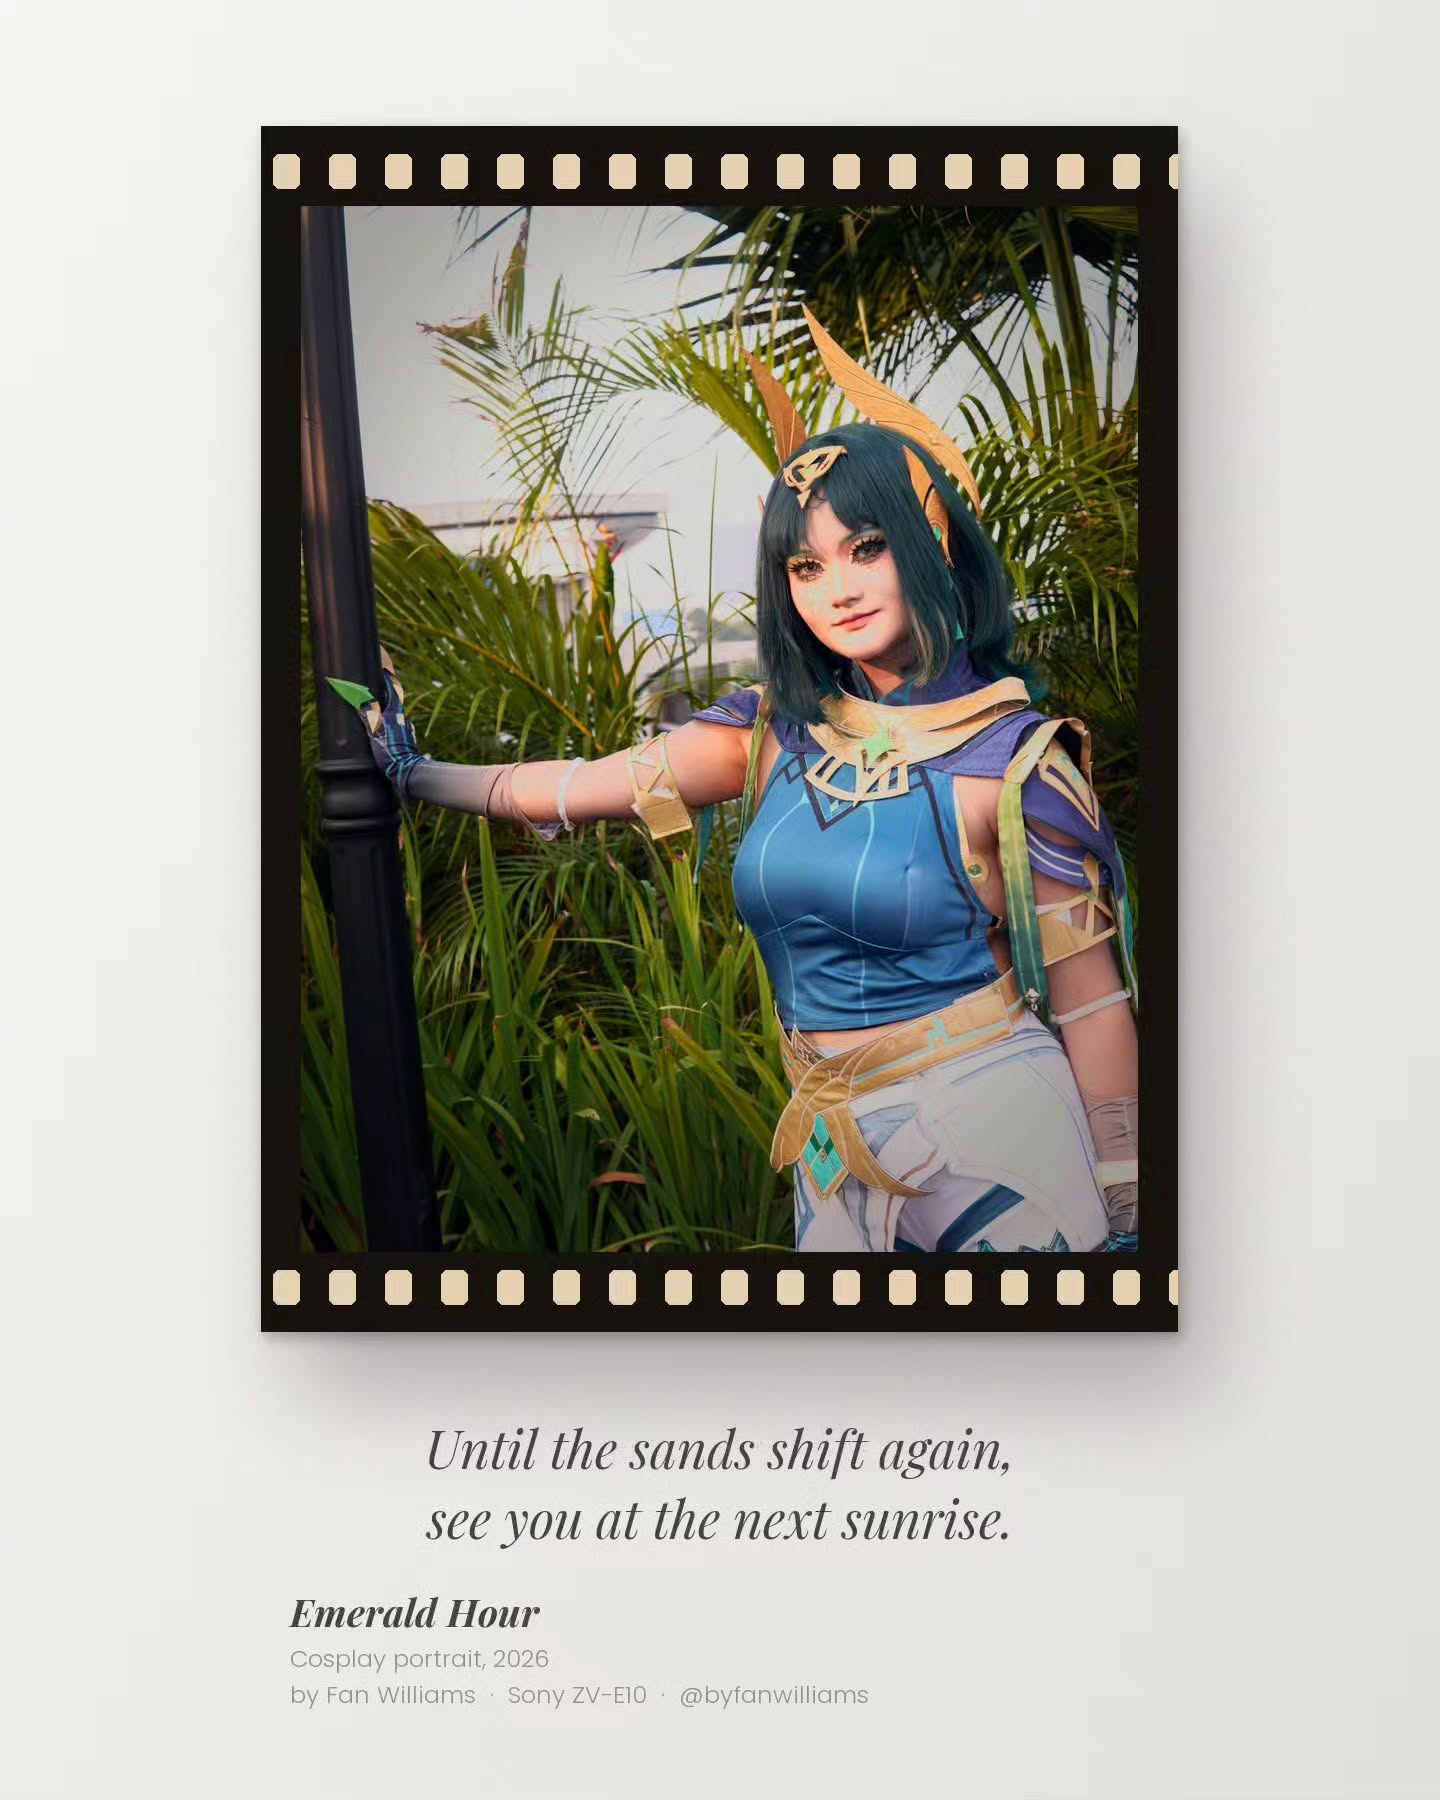 Until the sands shift again,
see you at the next sunrise.
Emerald Hour
Cosplay portrait, 2026
by Fan Williams · Sony ZV-E10 · @byfanwilliams